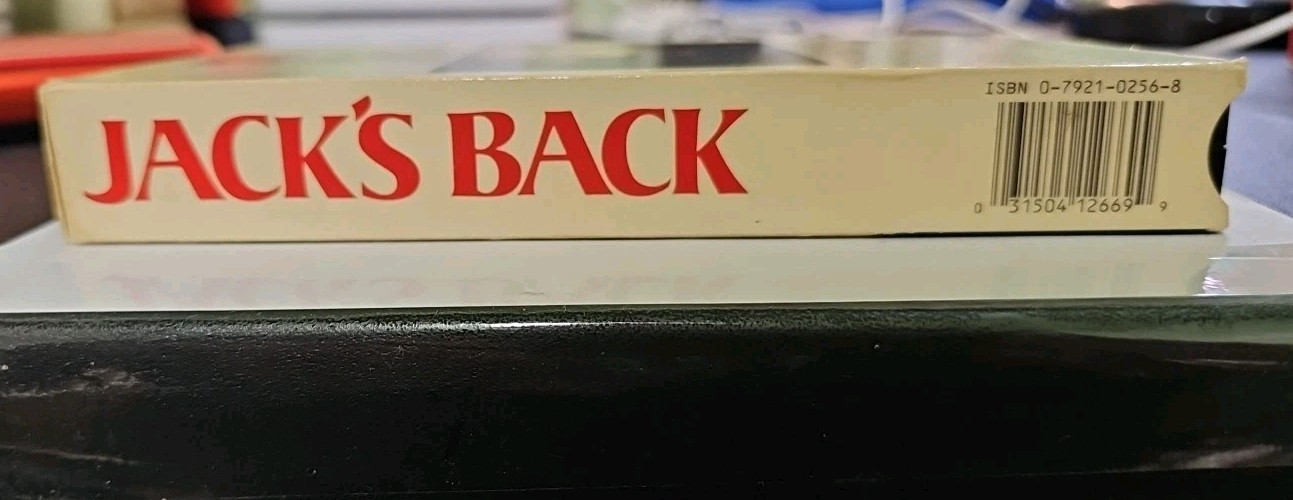 JACK'S BACK
ISBN 0-7921-0256-8
0 31504 12669 9